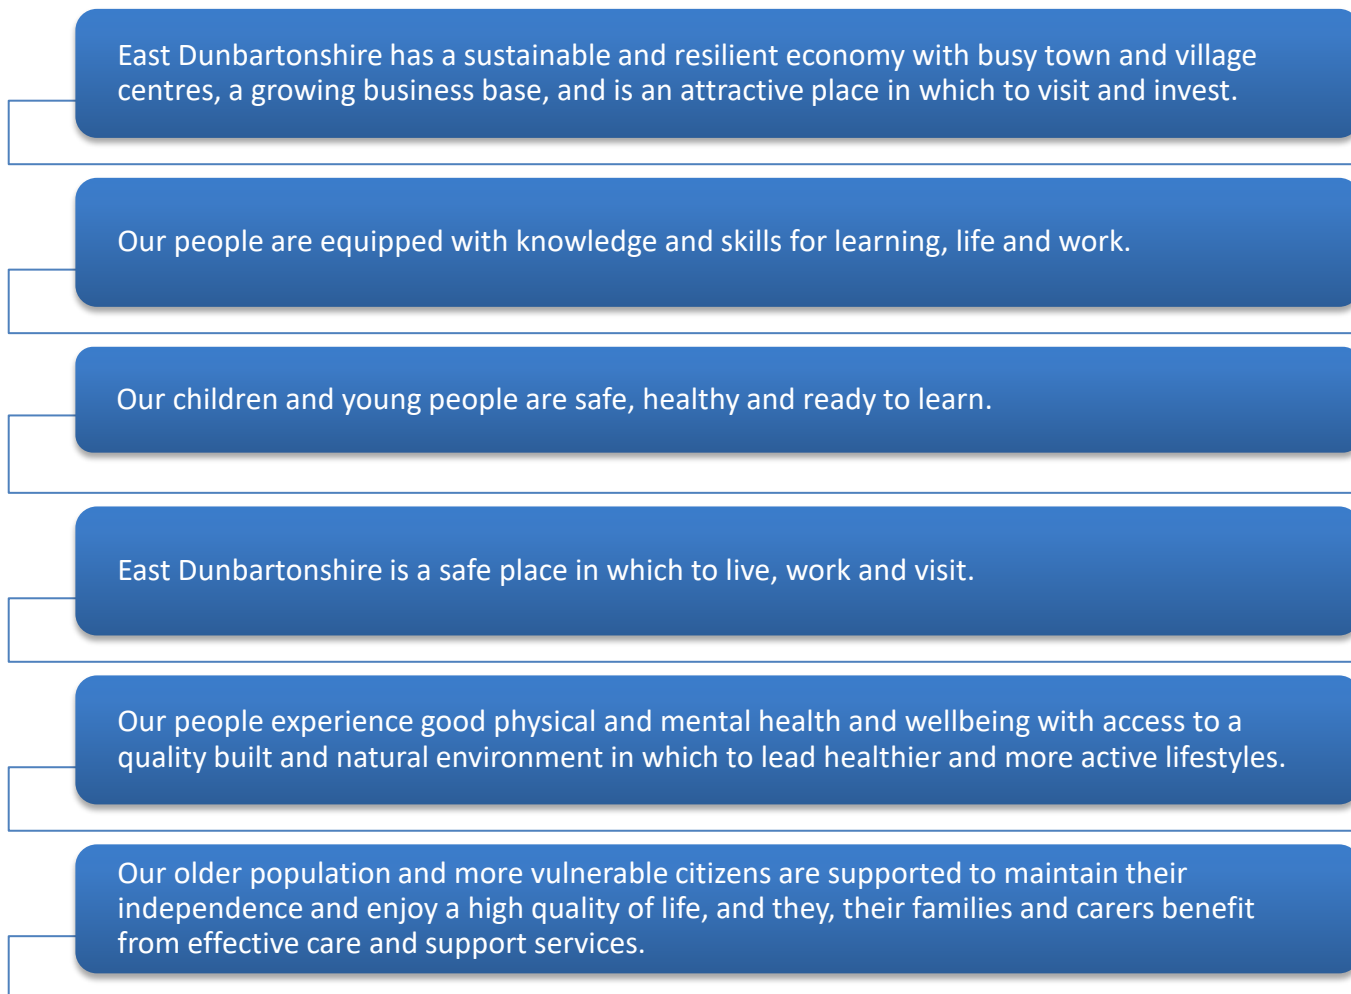 East Dunbartonshire has a sustainable and resilient economy with busy town and village
centres, a growing business base, and is an attractive place in which to visit and invest.
Our people are equipped with knowledge and skills for learning, life and work.
Our children and young people are safe, healthy and ready to learn.
East Dunbartonshire is a safe place in which to live, work and visit.
Our people experience good physical and mental health and wellbeing with access to a
quality built and natural environment in which to lead healthier and more active lifestyles.
Our older population and more vulnerable citizens are supported to maintain their
independence and enjoy a high quality of life, and they, their families and carers benefit
from effective care and support services.